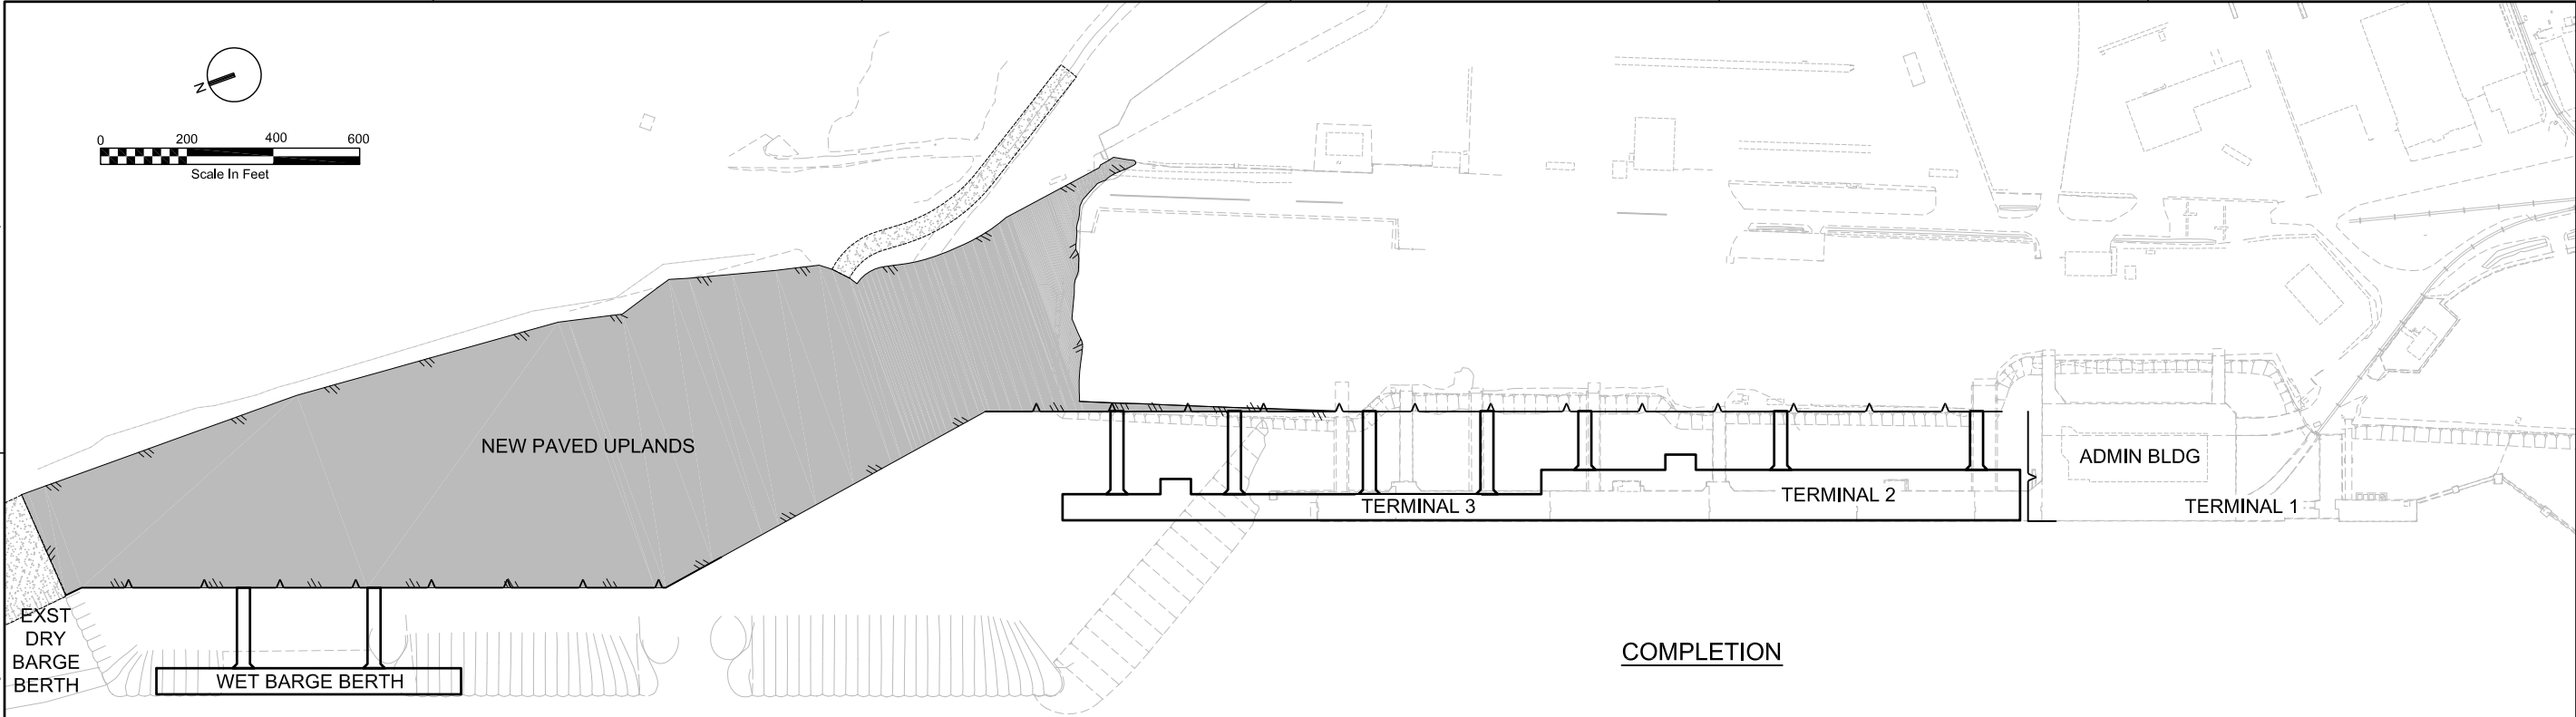 N
0 200 400 600
Scale In Feet
NEW PAVED UPLANDS
ADMIN BLDG
TERMINAL 3
TERMINAL 2
TERMINAL 1
EXST
DRY
BARGE
BERTH
WET BARGE BERTH
COMPLETION